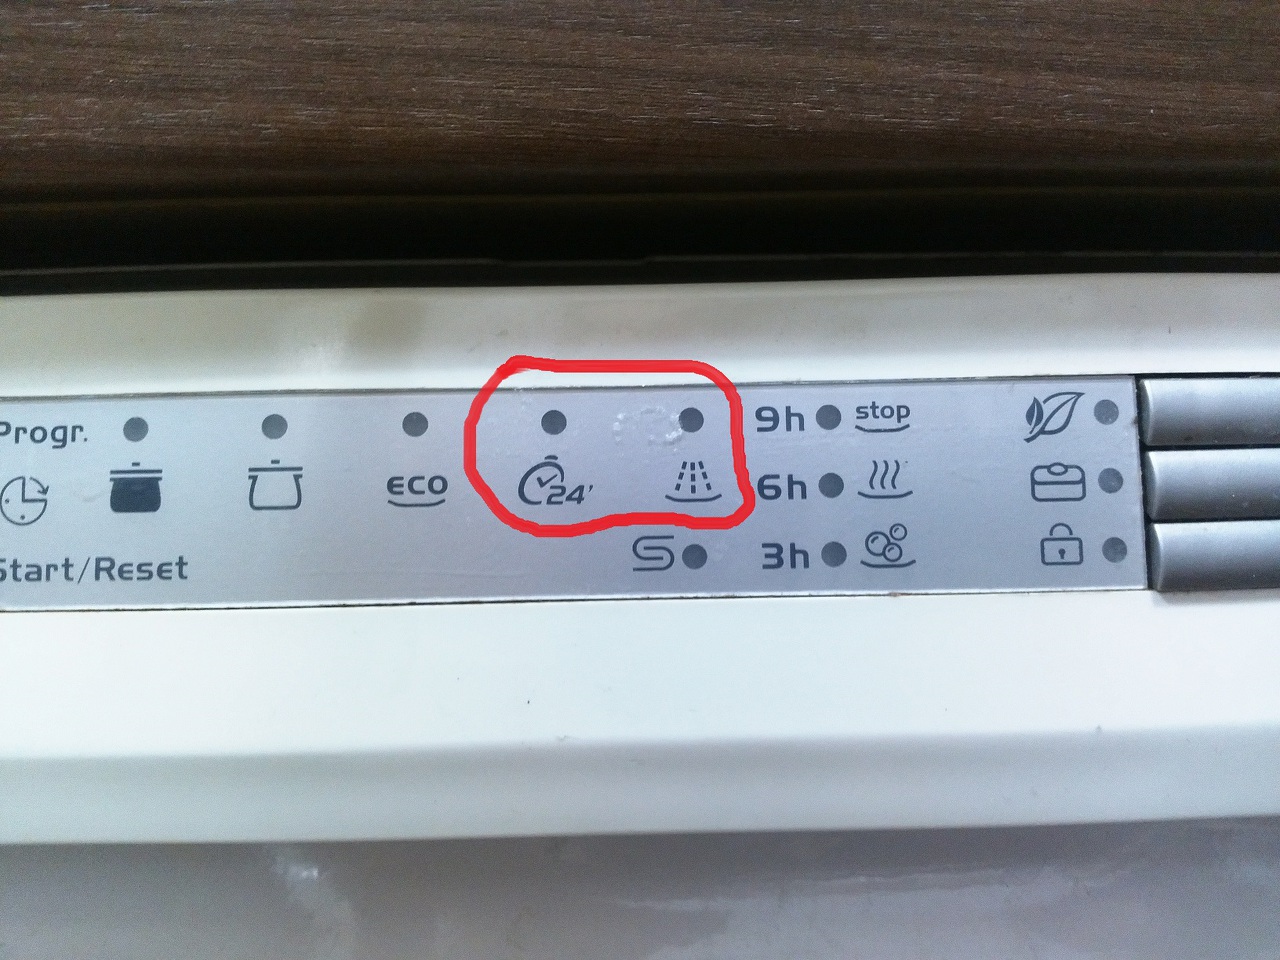 Progr.
eco
24'
9h
stop
6h
3h
Start/Reset